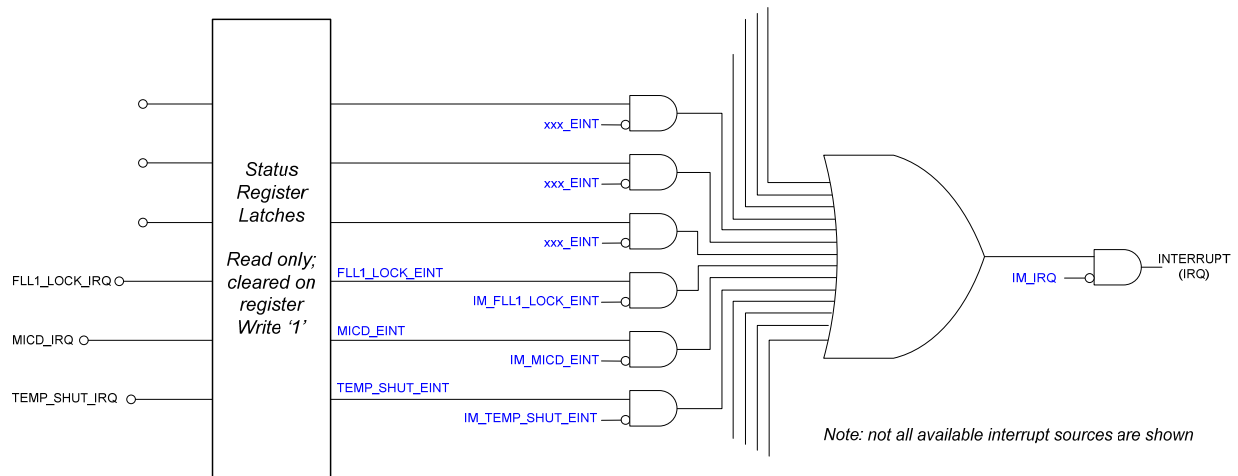 xxx_EINT
xxx_EINT
xxx_EINT
Status
Register
Latches
Read only;
cleared on
register
Write ‘1’
FLL1_LOCK_IRQ
FLL1_LOCK_EINT
IM_FLL1_LOCK_EINT
MICD_IRQ
MICD_EINT
IM_MICD_EINT
TEMP_SHUT_IRQ
TEMP_SHUT_EINT
IM_TEMP_SHUT_EINT
IM_IRQ
INTERRUPT
(IRQ)
Note: not all available interrupt sources are shown